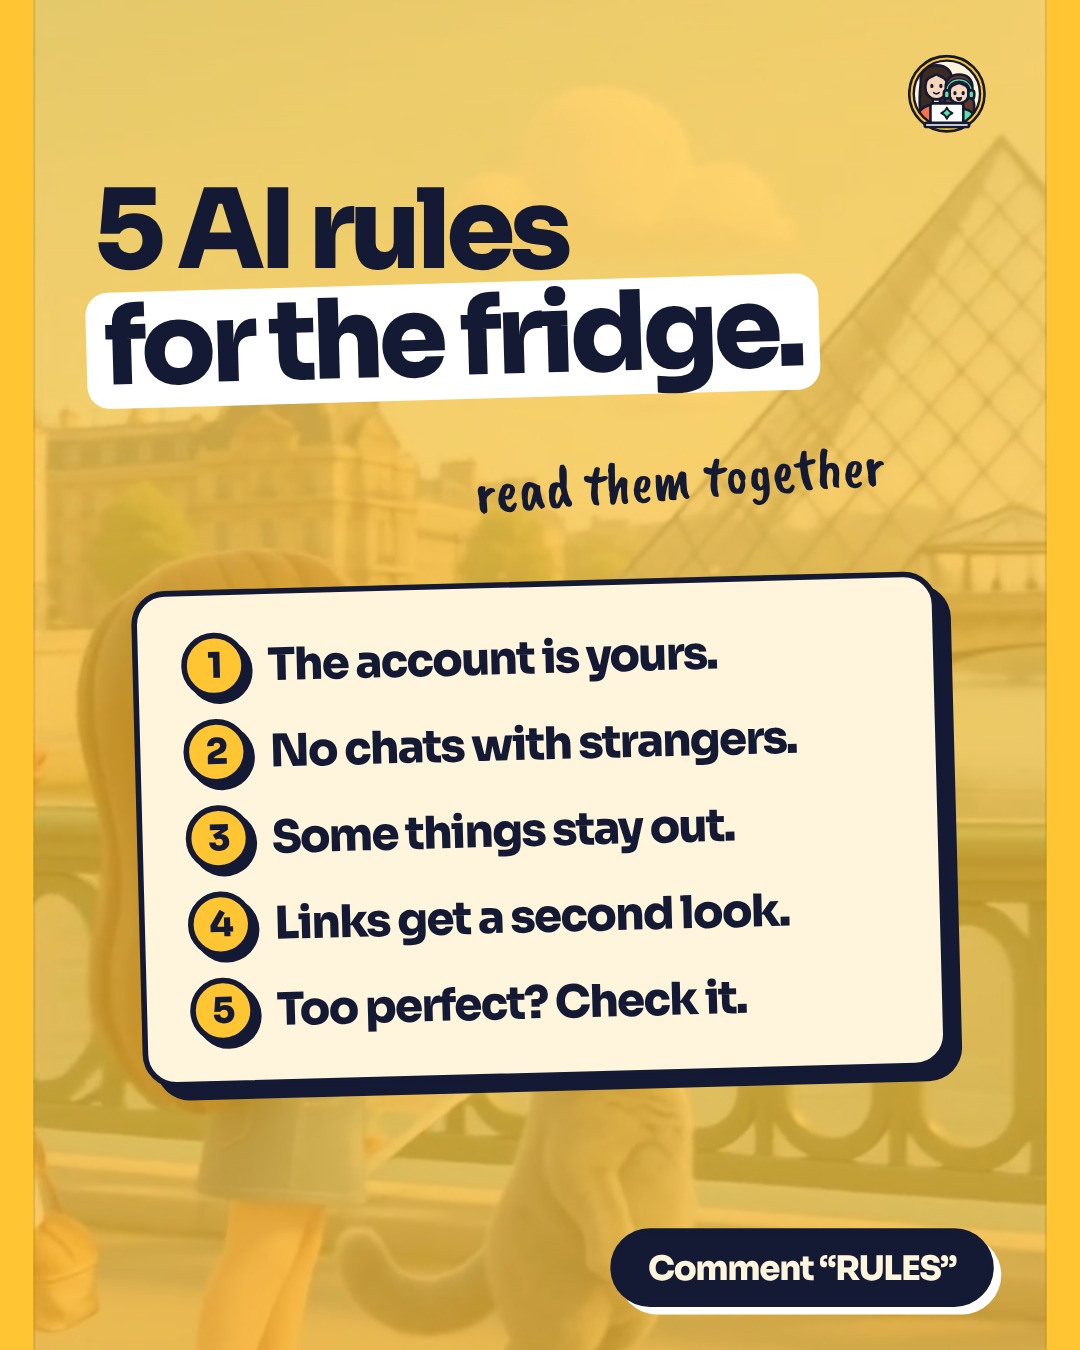 5 AI rules
for the fridge.
read them together
1 The account is yours.
2 No chats with strangers.
3 Some things stay out.
4 Links get a second look.
5 Too perfect? Check it.
Comment “RULES”